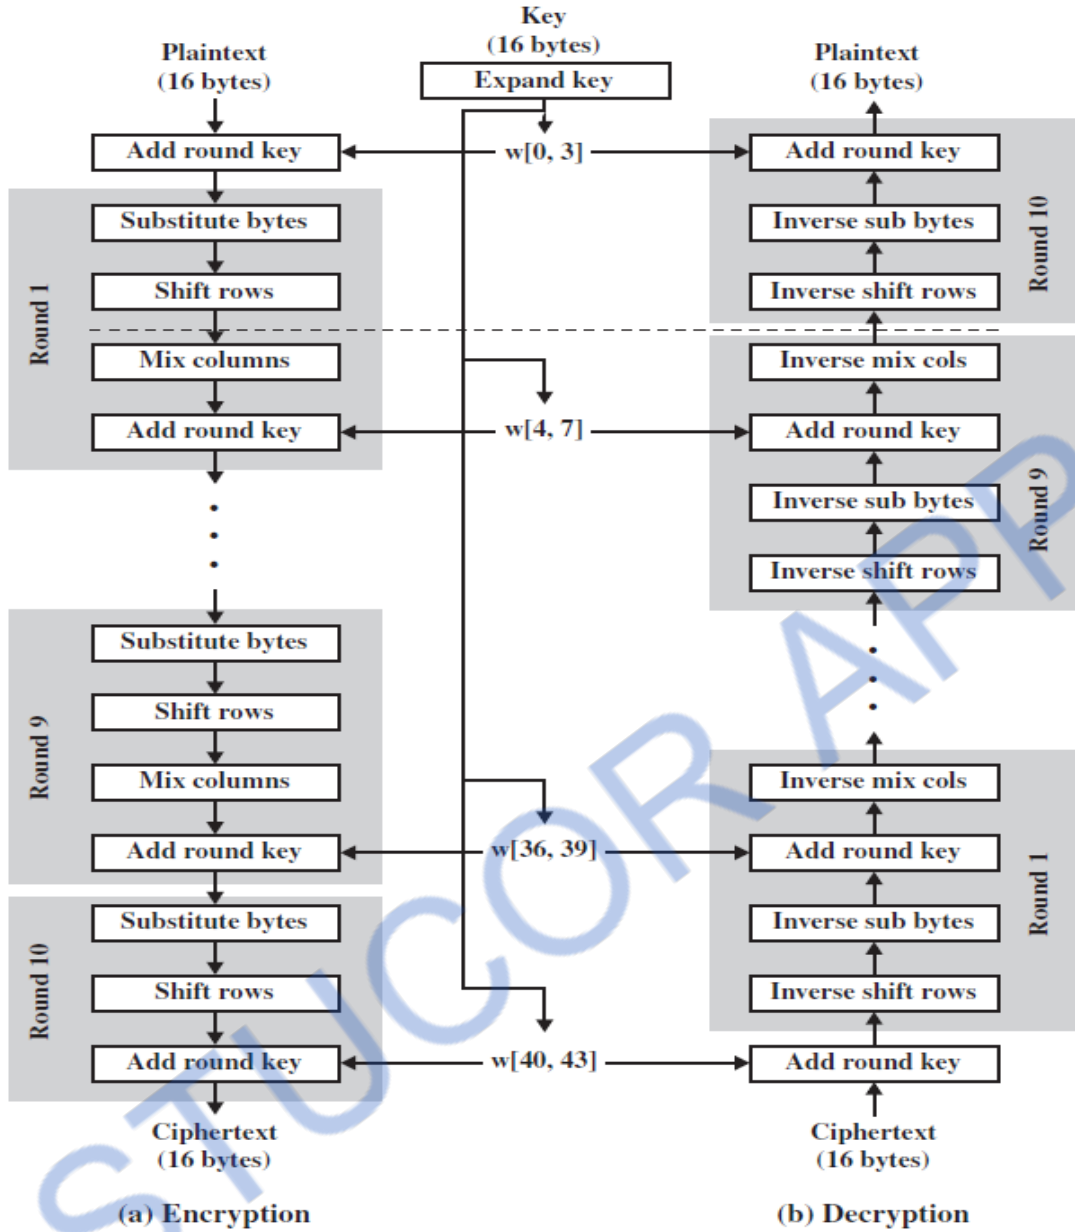 Key
(16 bytes)
Expand key
Plaintext
(16 bytes)
Add round key
Round 1
Substitute bytes
Shift rows
Mix columns
Add round key
Round 9
Substitute bytes
Shift rows
Mix columns
Add round key
Round 10
Substitute bytes
Shift rows
Add round key
Ciphertext
(16 bytes)
(a) Encryption
w[0, 3]
w[4, 7]
w[36, 39]
w[40, 43]
Plaintext
(16 bytes)
Add round key
Inverse sub bytes
Inverse shift rows
Round 10
Inverse mix cols
Add round key
Inverse sub bytes
Inverse shift rows
Round 9
Inverse mix cols
Add round key
Inverse sub bytes
Inverse shift rows
Round 1
Add round key
Ciphertext
(16 bytes)
(b) Decryption
STUCOR APP